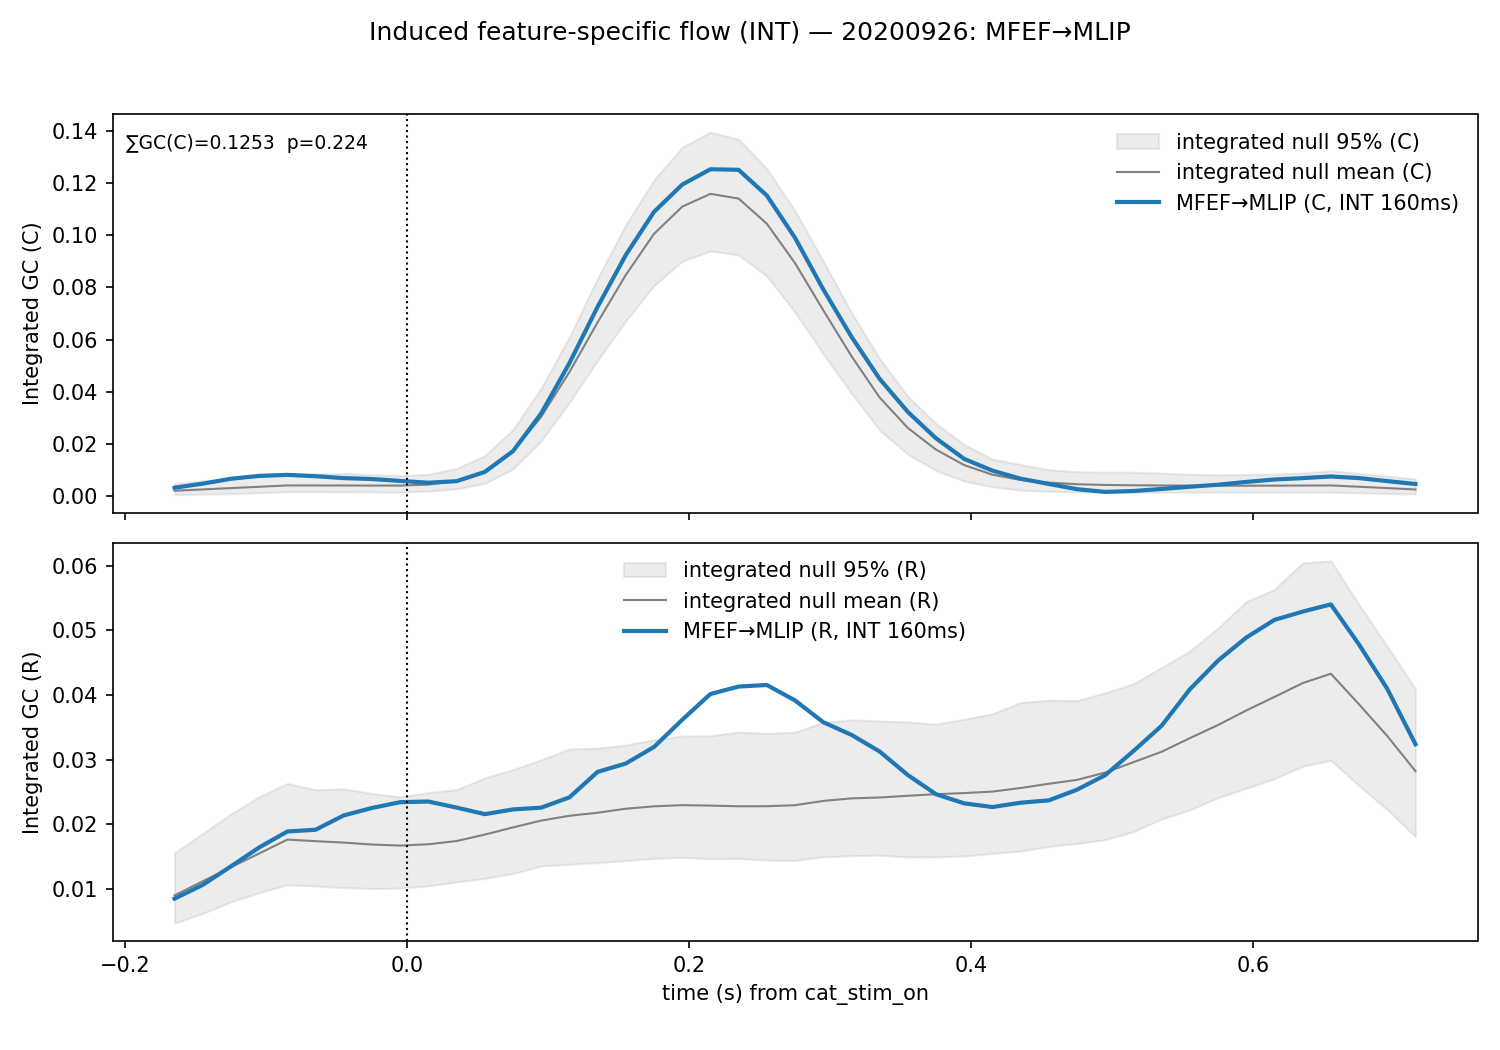 Induced feature-specific flow (INT) — 20200926: MFEF→MLIP
∑GC(C)=0.1253  p=0.224
integrated null 95% (C)
integrated null mean (C)
MFEF→MLIP (C, INT 160ms)
Integrated GC (C)
0.14
0.12
0.10
0.08
0.06
0.04
0.02
0.00
integrated null 95% (R)
integrated null mean (R)
MFEF→MLIP (R, INT 160ms)
Integrated GC (R)
0.06
0.05
0.04
0.03
0.02
0.01
−0.2 0.0 0.2 0.4 0.6
time (s) from cat_stim_on